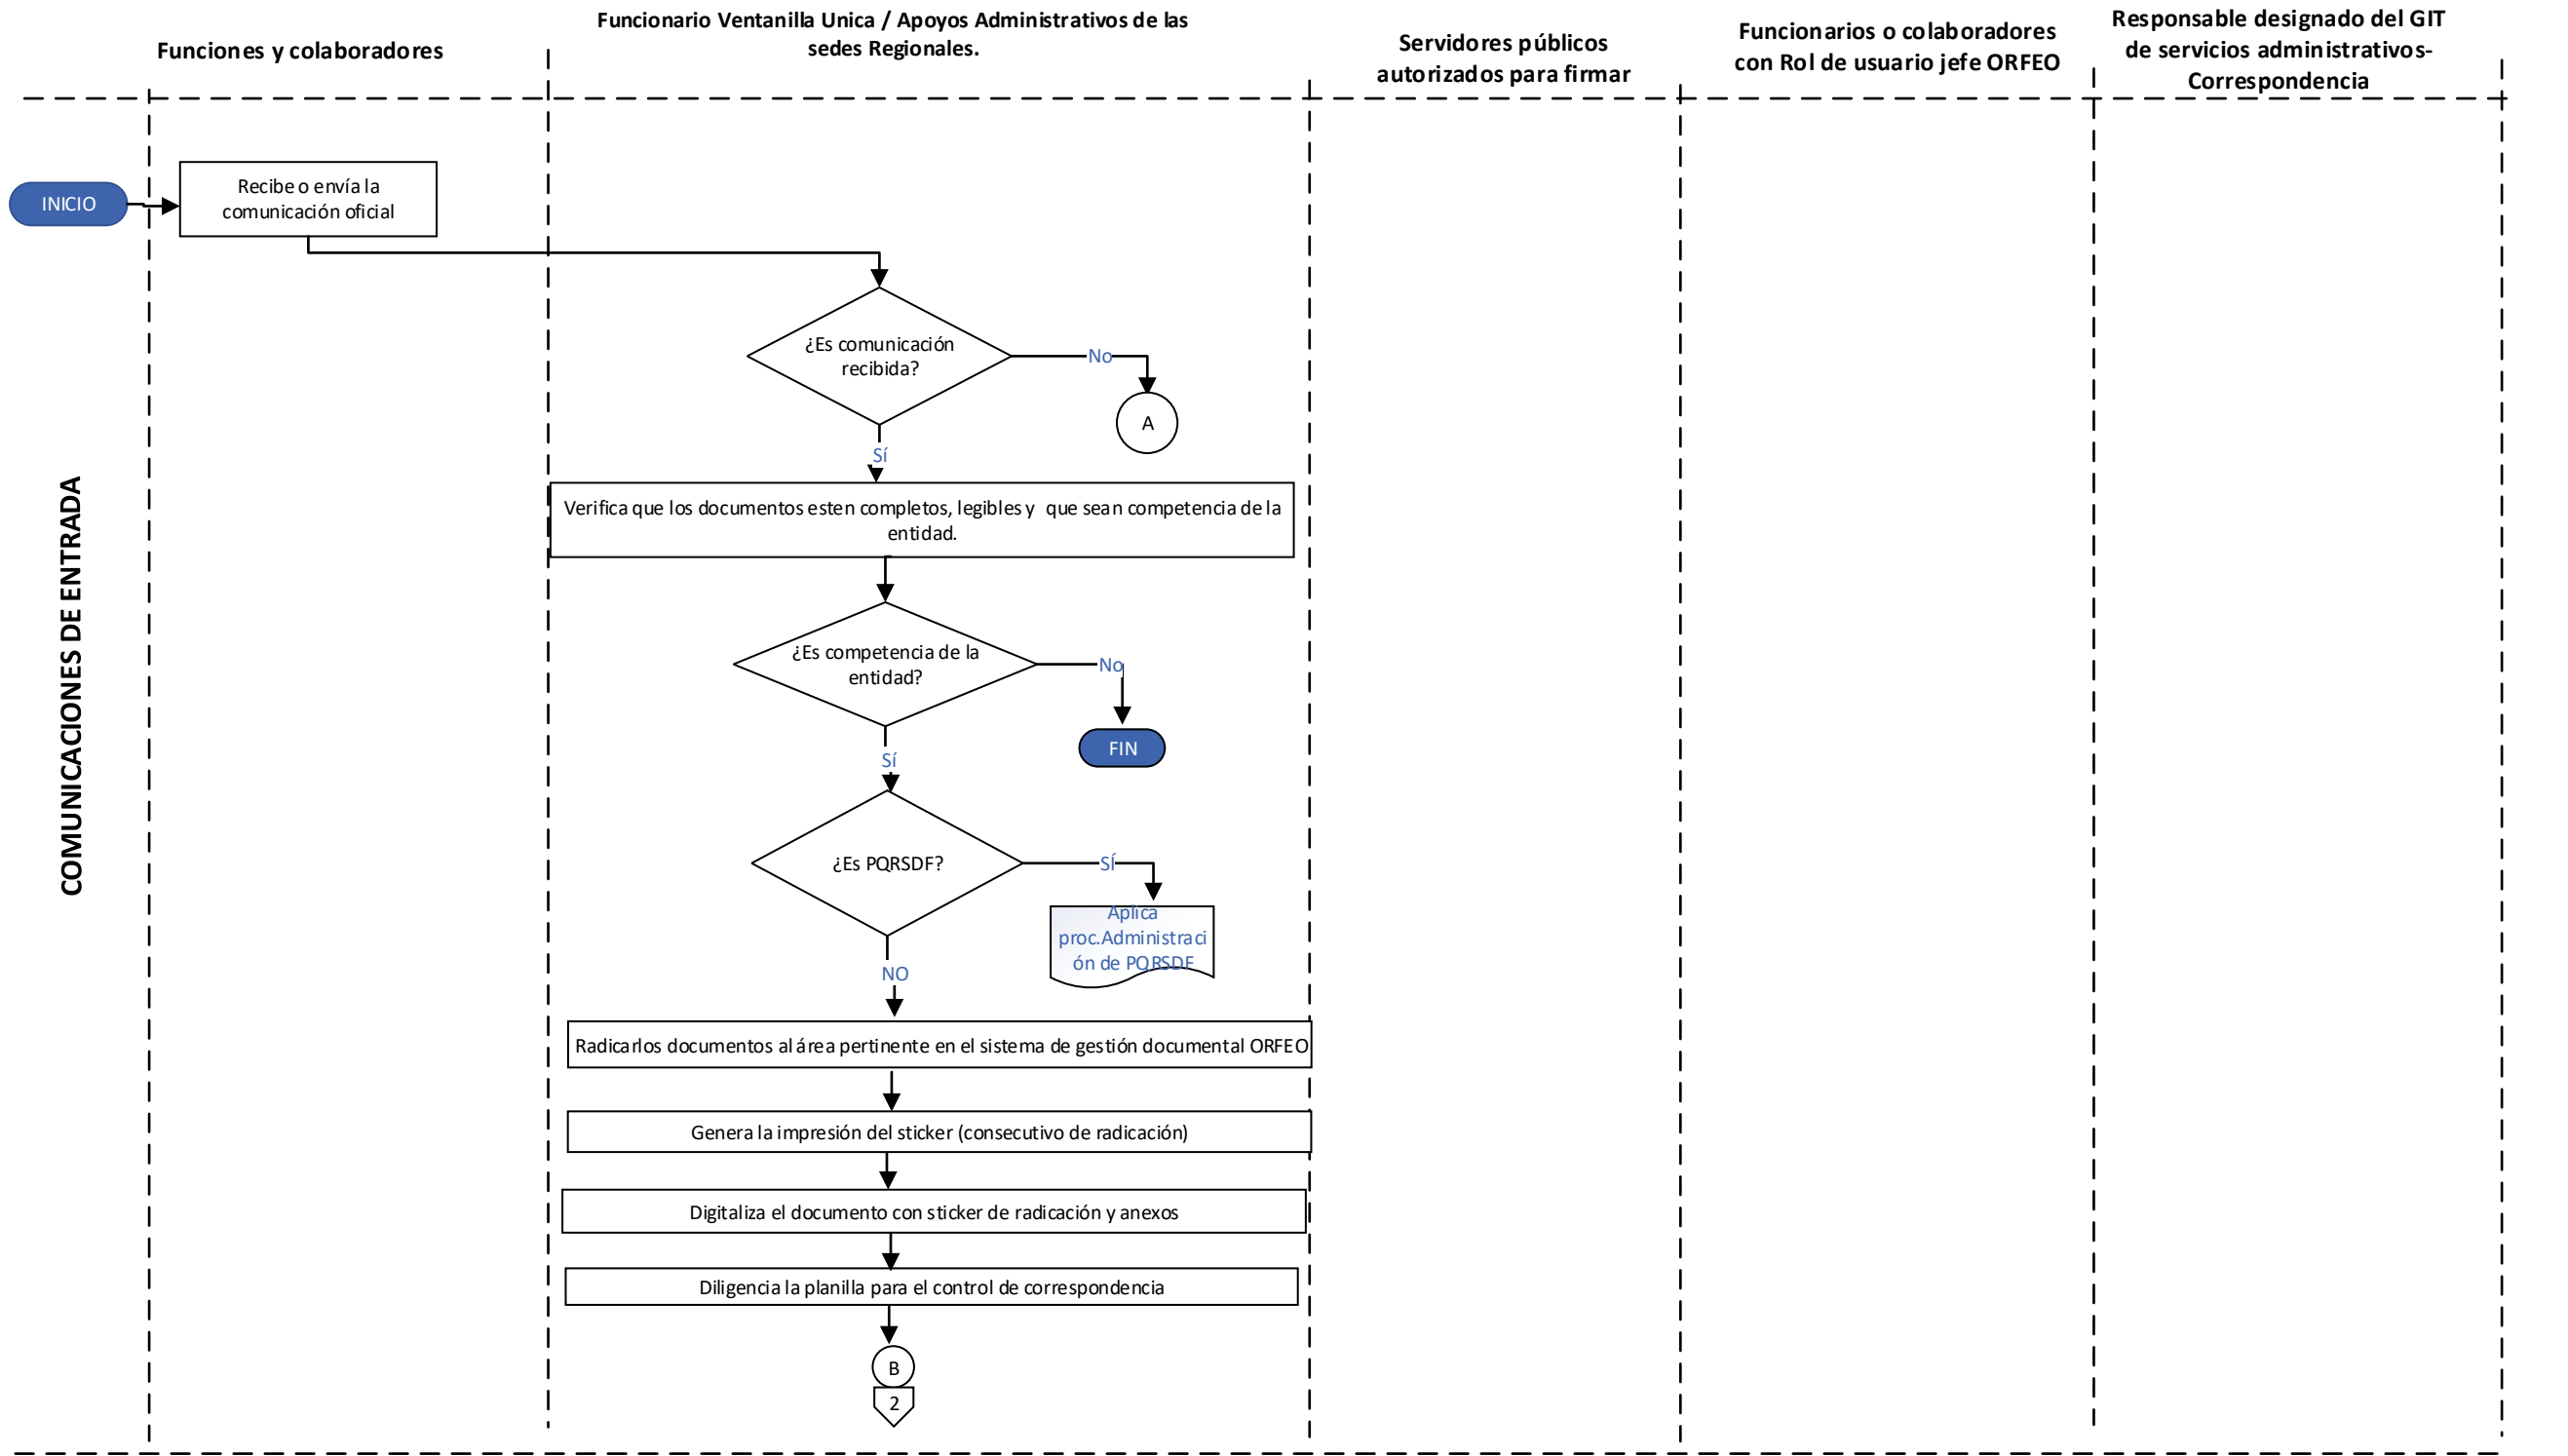 Funciones y colaboradores
Funcionario Ventanilla Unica / Apoyos Administrativos de las
sedes Regionales.
Servidores públicos
autorizados para firmar
Funcionarios o colaboradores
con Rol de usuario jefe ORFEO
Responsable designado del GIT
de servicios administrativos-
Correspondencia
COMUNICACIONES DE ENTRADA
INICIO
Recibe o envía la
comunicación oficial
¿Es comunicación
recibida?
No
A
Sí
Verifica que los documentos esten completos, legibles y que sean competencia de la
entidad.
¿Es competencia de la
entidad?
No
FIN
Sí
¿Es PQRSDF?
SÍ
Aplica
proc.Administraci
ón de PQRSDF
NO
Radicarlos documentos al área pertinente en el sistema de gestión documental ORFEO
Genera la impresión del sticker (consecutivo de radicación)
Digitaliza el documento con sticker de radicación y anexos
Diligencia la planilla para el control de correspondencia
B
2